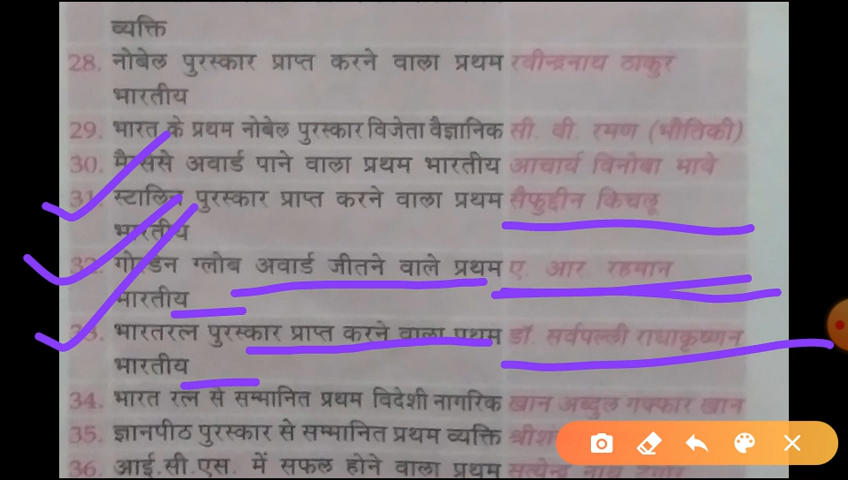 व्यक्ति
28. नोबेल पुरस्कार प्राप्त करने वाला प्रथम रवीन्द्रनाथ ठाकुर
भारतीय
29. भारत के प्रथम नोबेल पुरस्कार विजेता वैज्ञानिक सी. वी. रमण (भौतिकी)
30. मैग्ससे अवार्ड पाने वाला प्रथम भारतीय आचार्य विनोबा भावे
31. स्टालिन पुरस्कार प्राप्त करने वाला प्रथम सैफुद्दीन किचलू
भारतीय
32. गोल्डेन ग्लोब अवार्ड जीतने वाले प्रथम ए. आर. रहमान
भारतीय
33. भारतरत्न पुरस्कार प्राप्त करने वाला प्रथम डॉ. सर्वपल्ली राधाकृष्णन
भारतीय
34. भारत रत्न से सम्मानित प्रथम विदेशी नागरिक खान अब्दुल गफ्फार खान
35. ज्ञानपीठ पुरस्कार से सम्मानित प्रथम व्यक्ति
36. आई.सी.एस. में सफल होने वाला प्रथम सत्येन्द्र नाथ